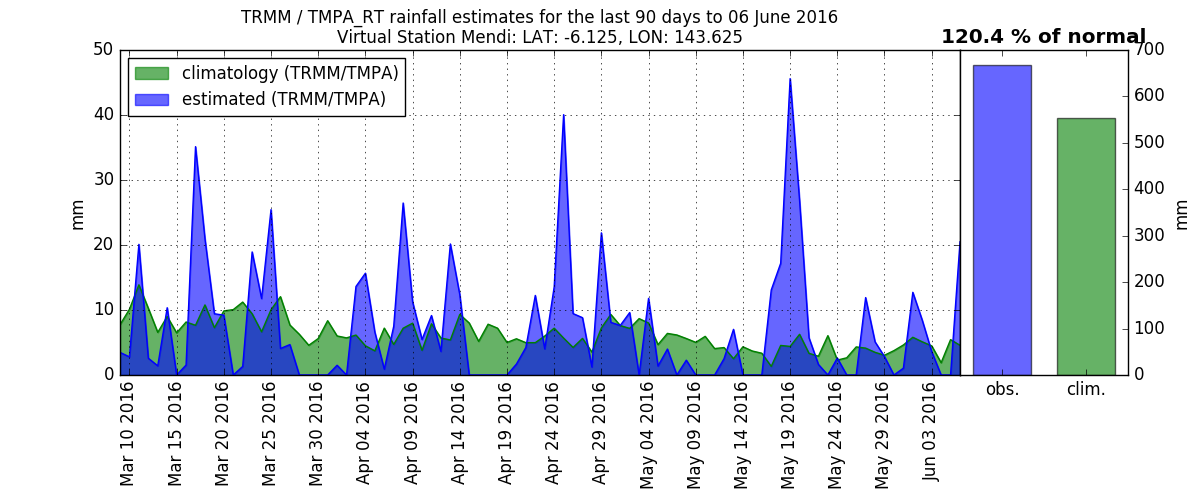 TRMM / TMPA_RT rainfall estimates for the last 90 days to 06 June 2016
Virtual Station Mendi: LAT: -6.125, LON: 143.625
120.4 % of normal
climatology (TRMM/TMPA)
estimated (TRMM/TMPA)
50
40
30
20
10
0
mm
Mar 10 2016
Mar 15 2016
Mar 20 2016
Mar 25 2016
Mar 30 2016
Apr 04 2016
Apr 09 2016
Apr 14 2016
Apr 19 2016
Apr 24 2016
Apr 29 2016
May 04 2016
May 09 2016
May 14 2016
May 19 2016
May 24 2016
May 29 2016
Jun 03 2016
obs.
clim.
700
600
500
400
300
200
100
0
mm